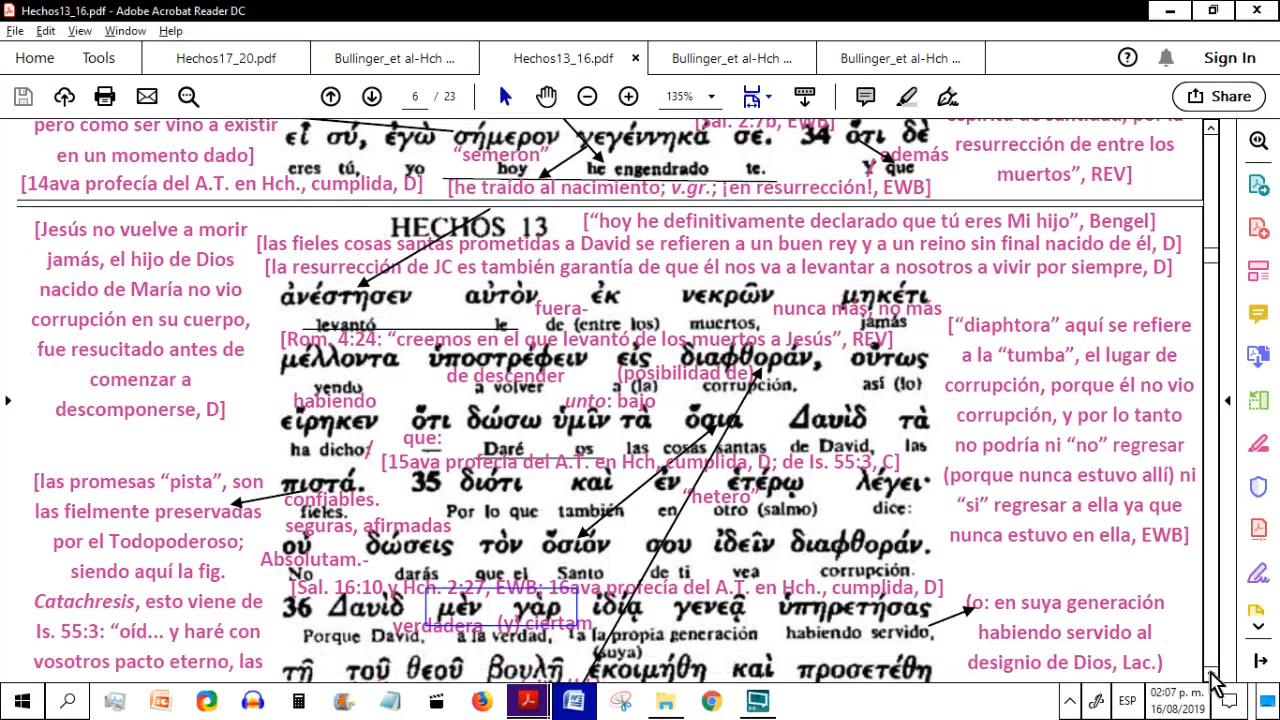 Hechos13_16.pdf - Adobe Acrobat Reader DC
File Edit View Window Help
Home Tools Hechos17_20.pdf Bullinger_et al-Hch ... Hechos13_16.pdf × Bullinger_et al-Hch ... Bullinger_et al-Hch ... Sign In
6 / 23 135% Share
pero como ser vino a existir
en un momento dado]
[14ava profecía del A.T. en Hch., cumplida, D]
[Sal. 2:7b, EWB]
εἶ σύ, ἐγὼ σήμερον γεγέννηκά σε. 34 ὅτι δὲ
"semeron" / además
eres tú, yo hoy he engendrado te. Y que
[he traído al nacimiento; v.gr.; ¡en resurrección!, EWB]
resurrección de entre los
muertos", REV]
HECHOS 13
["hoy he definitivamente declarado que tú eres Mi hijo", Bengel]
[las fieles cosas santas prometidas a David se refieren a un buen rey y a un reino sin final nacido de él, D]
[la resurrección de JC es también garantía de que él nos va a levantar a nosotros a vivir por siempre, D]
[Jesús no vuelve a morir
jamás, el hijo de Dios
nacido de María no vio
corrupción en su cuerpo,
fue resucitado antes de
comenzar a
descomponerse, D]
ἀνέστησεν αὐτὸν ἐκ νεκρῶν μηκέτι
fuera- nunca más; no más
levantó le de (entre los) muertos, jamás
[Rom. 4:24: "creemos en el que levantó de los muertos a Jesús", REV]
μέλλοντα ὑποστρέφειν εἰς διαφθοράν, οὕτως
de descender (posibilidad de)
yendo a volver a (la) corrupción, así (lo)
habiendo unto: bajo
εἴρηκεν ὅτι δώσω ὑμῖν τὰ ὅσια Δαυὶδ τὰ
que:
ha dicho/ — Daré os las cosas santas de David, las
[15ava profecía del A.T. en Hch, cumplida, D; de Is. 55:3, C]
πιστά. 35 διότι καὶ ἐν ἑτέρῳ λέγει·
confiables. "hetero"
fieles. Por lo que también en otro (salmo) dice:
seguras, afirmadas
οὐ δώσεις τὸν ὅσιόν σου ἰδεῖν διαφθοράν.
Absolutam.-
No darás que el Santo de ti vea corrupción.
[Sal. 16:10 y Hch. 2:27, EWB; 16ava profecía del A.T. en Hch., cumplida, D]
36 Δαυὶδ μὲν γὰρ ἰδίᾳ γενεᾷ ὑπηρετήσας
verdadera (y) ciertam.
Porque David, a la verdad, a la propia generación habiendo servido,
(suya)
τῇ τοῦ θεοῦ βουλῇ ἐκοιμήθη καὶ προσετέθη
[las promesas "pista", son
las fielmente preservadas
por el Todopoderoso;
siendo aquí la fig.
Catachresis, esto viene de
Is. 55:3: "oíd... y haré con
vosotros pacto eterno, las
["diaphtora" aquí se refiere
a la "tumba", el lugar de
corrupción, porque él no vio
corrupción, y por lo tanto
no podría ni "no" regresar
(porque nunca estuvo allí) ni
"si" regresar a ella ya que
nunca estuvo en ella, EWB]
(o: en suya generación
habiendo servido al
designio de Dios, Lac.)
ESP 02:07 p. m.
16/08/2019